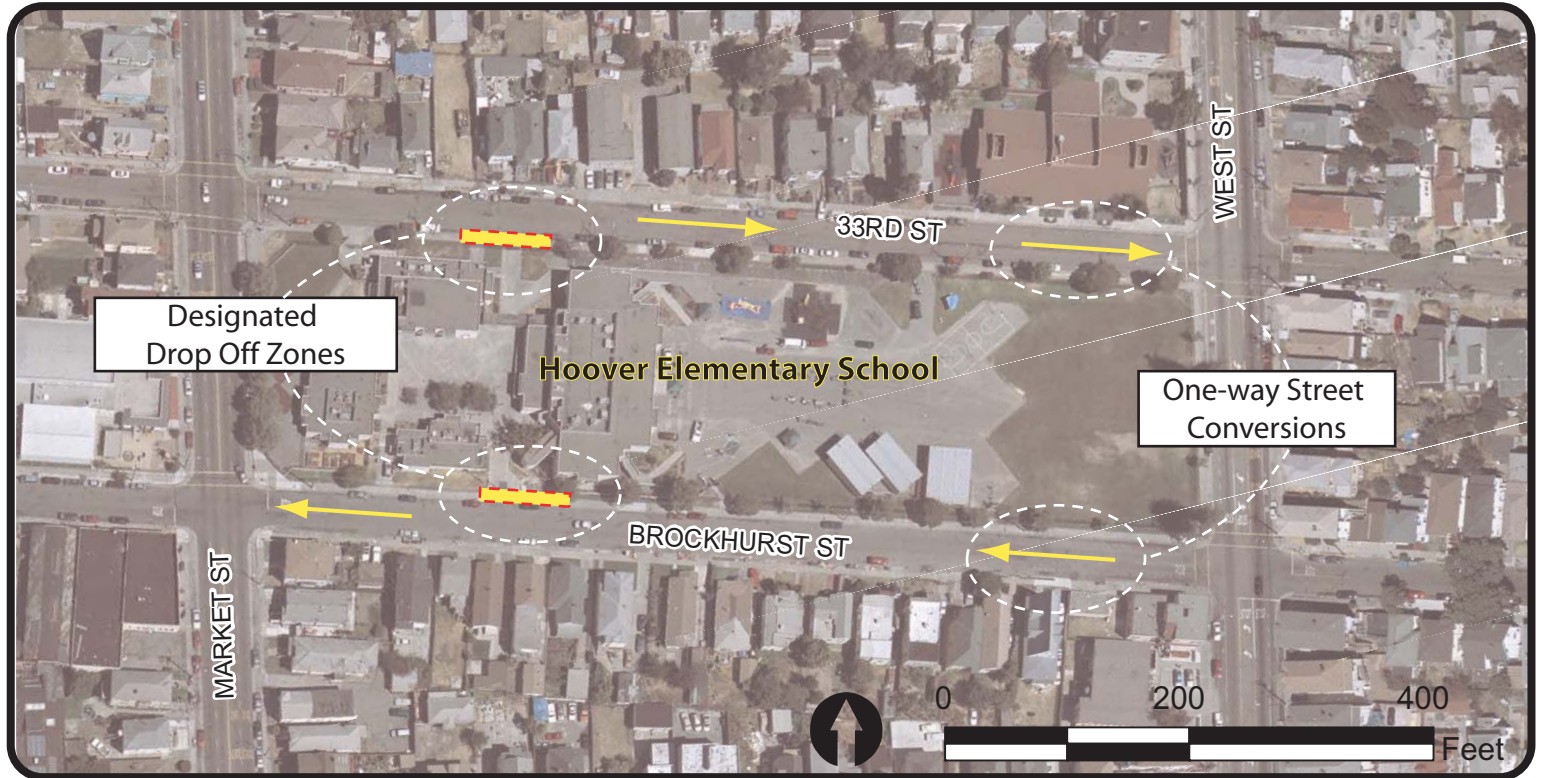 33RD ST
WEST ST
Designated
Drop Off Zones
Hoover Elementary School
One-way Street
Conversions
BROCKHURST ST
MARKET ST
0 200 400
Feet